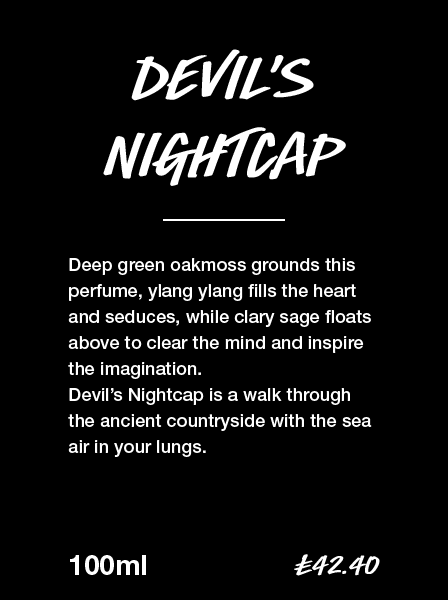 DEVIL'S
NIGHTCAP
Deep green oakmoss grounds this
perfume, ylang ylang fills the heart
and seduces, while clary sage floats
above to clear the mind and inspire
the imagination.
Devil’s Nightcap is a walk through
the ancient countryside with the sea
air in your lungs.
100ml £42.40